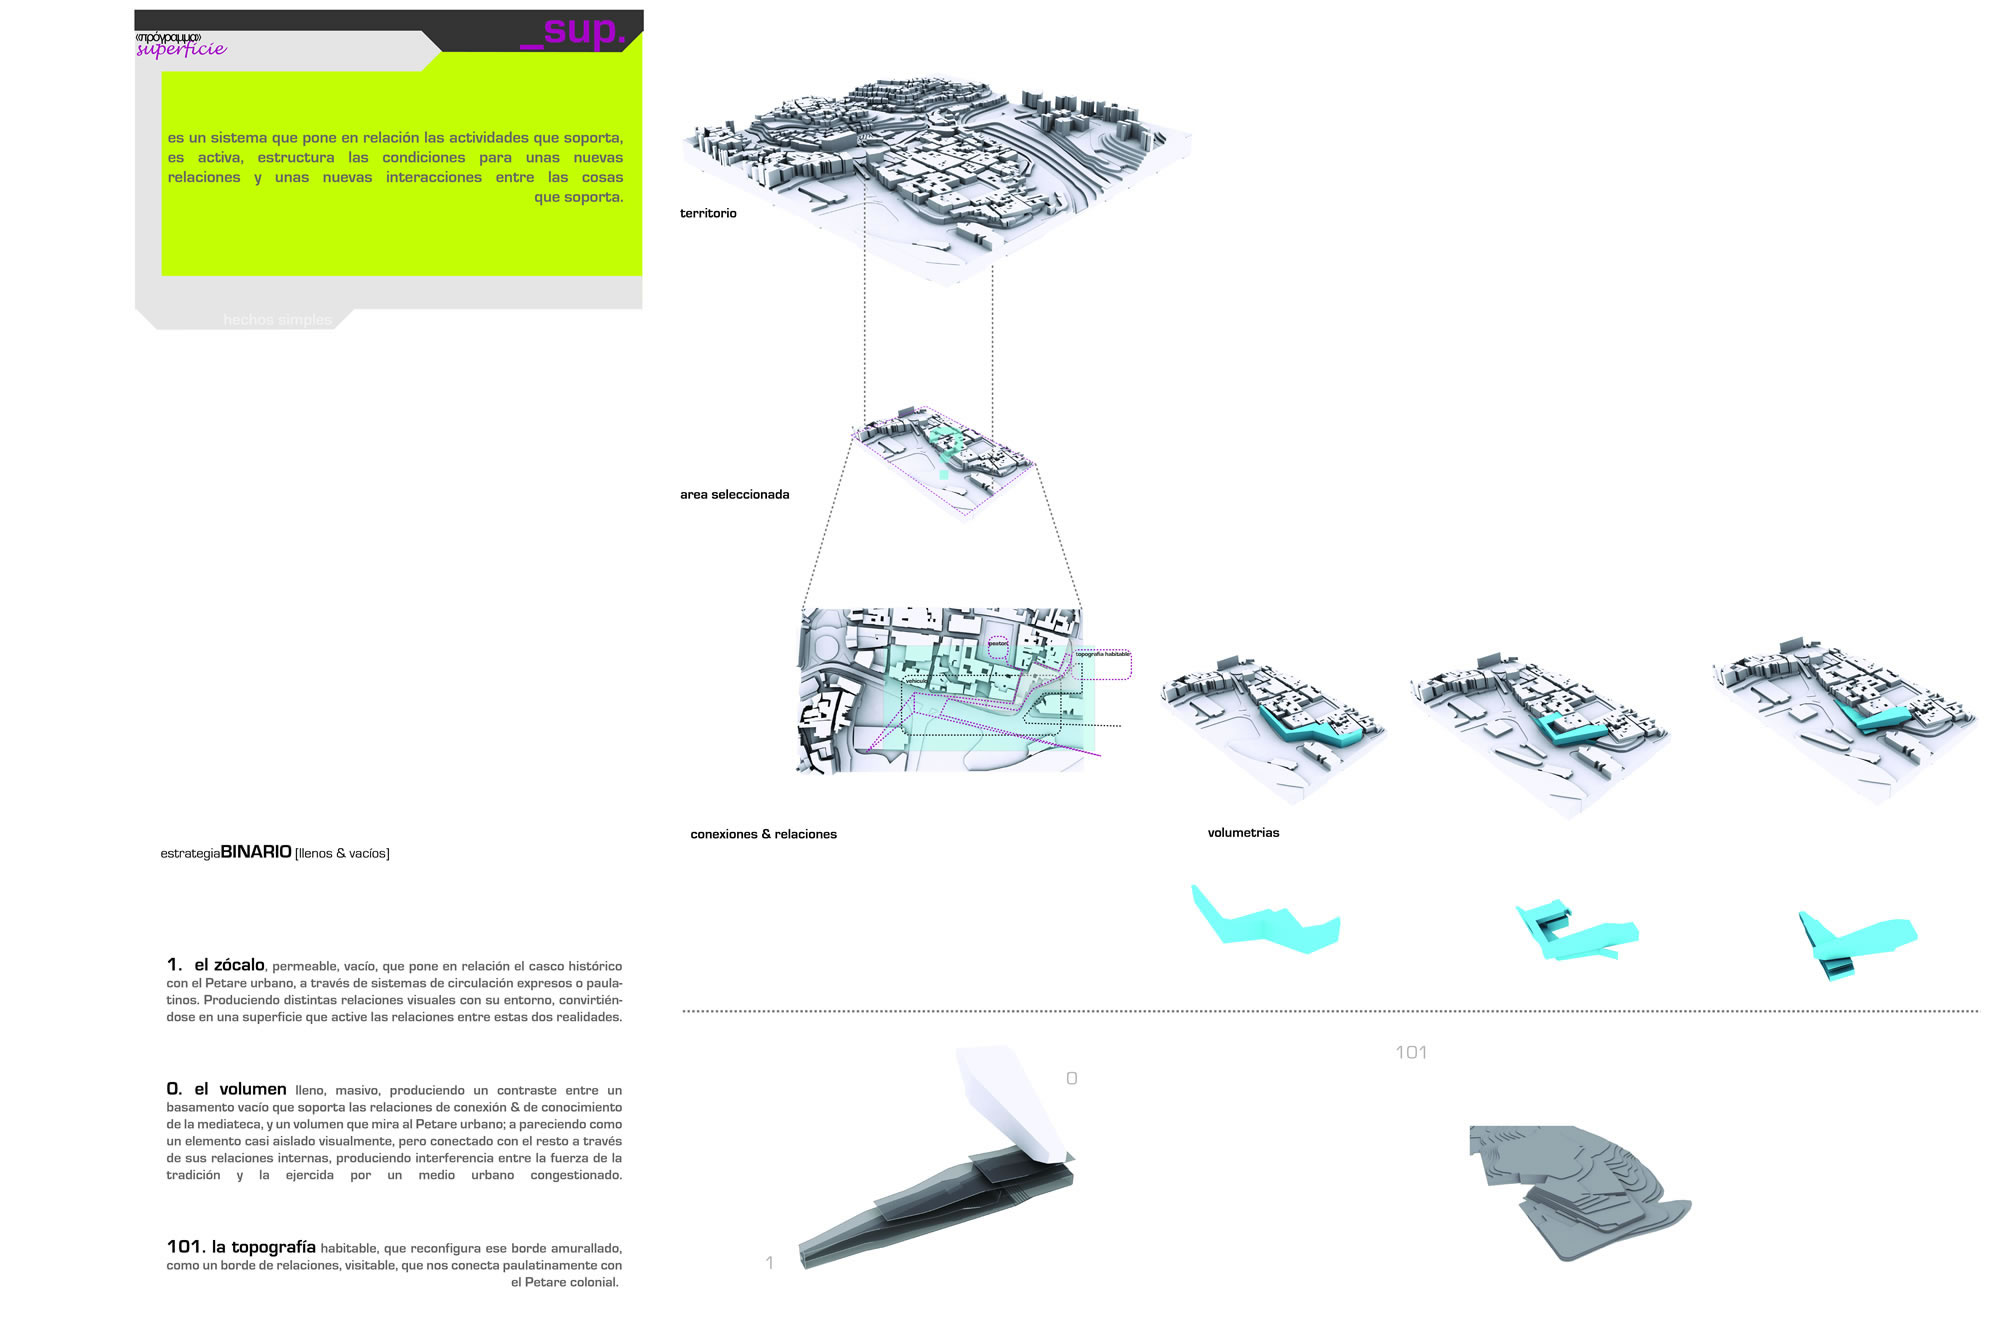 _sup.
«πρόγραμμα»
superficie
es un sistema que pone en relación las actividades que soporta,
es activa, estructura las condiciones para unas nuevas
relaciones y unas nuevas interacciones entre las cosas
que soporta.
hechos simples
territorio
area seleccionada
peaton
topografia habitable
vehiculo
conexiones & relaciones
volumetrias
estrategiaBINARIO [llenos & vacíos]
1. el zócalo, permeable, vacío, que pone en relación el casco histórico
con el Petare urbano, a través de sistemas de circulación expresos o paula-
tinos. Produciendo distintas relaciones visuales con su entorno, convirtién-
dose en una superficie que active las relaciones entre estas dos realidades.
0. el volumen lleno, masivo, produciendo un contraste entre un
basamento vacío que soporta las relaciones de conexión & de conocimiento
de la mediateca, y un volumen que mira al Petare urbano; a pareciendo como
un elemento casi aislado visualmente, pero conectado con el resto a través
de sus relaciones internas, produciendo interferencia entre la fuerza de la
tradición y la ejercida por un medio urbano congestionado.
101. la topografía habitable, que reconfigura ese borde amurallado,
como un borde de relaciones, visitable, que nos conecta paulatinamente con
el Petare colonial.
0
1
101